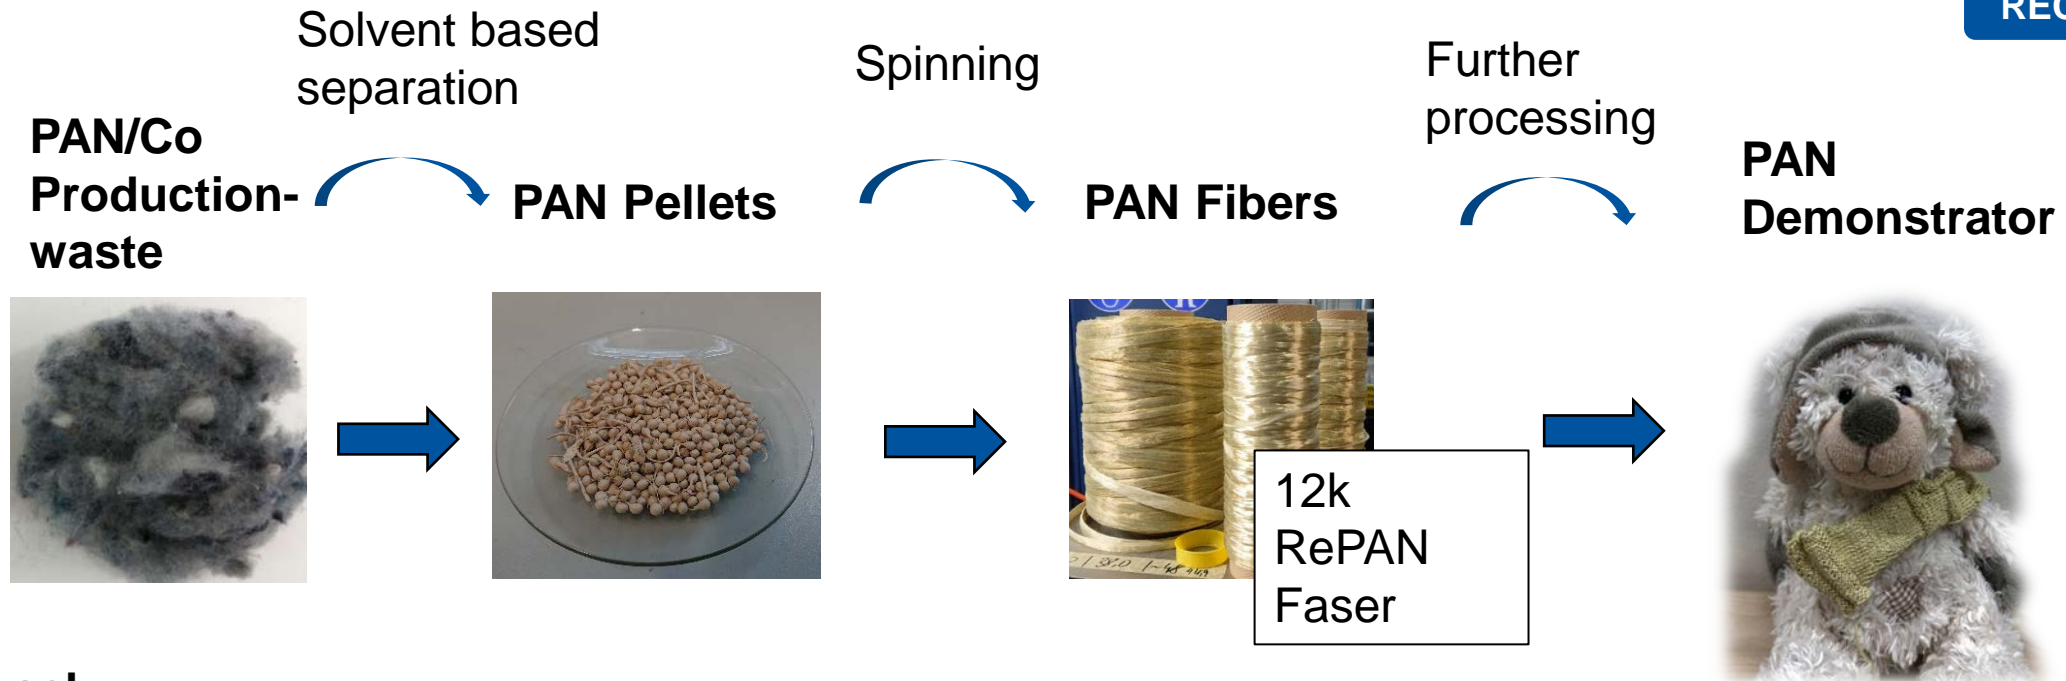 Solvent based
separation
Spinning
Further
processing
PAN/Co
Production-
waste
PAN Pellets
PAN Fibers
PAN
Demonstrator
12k
RePAN
Faser